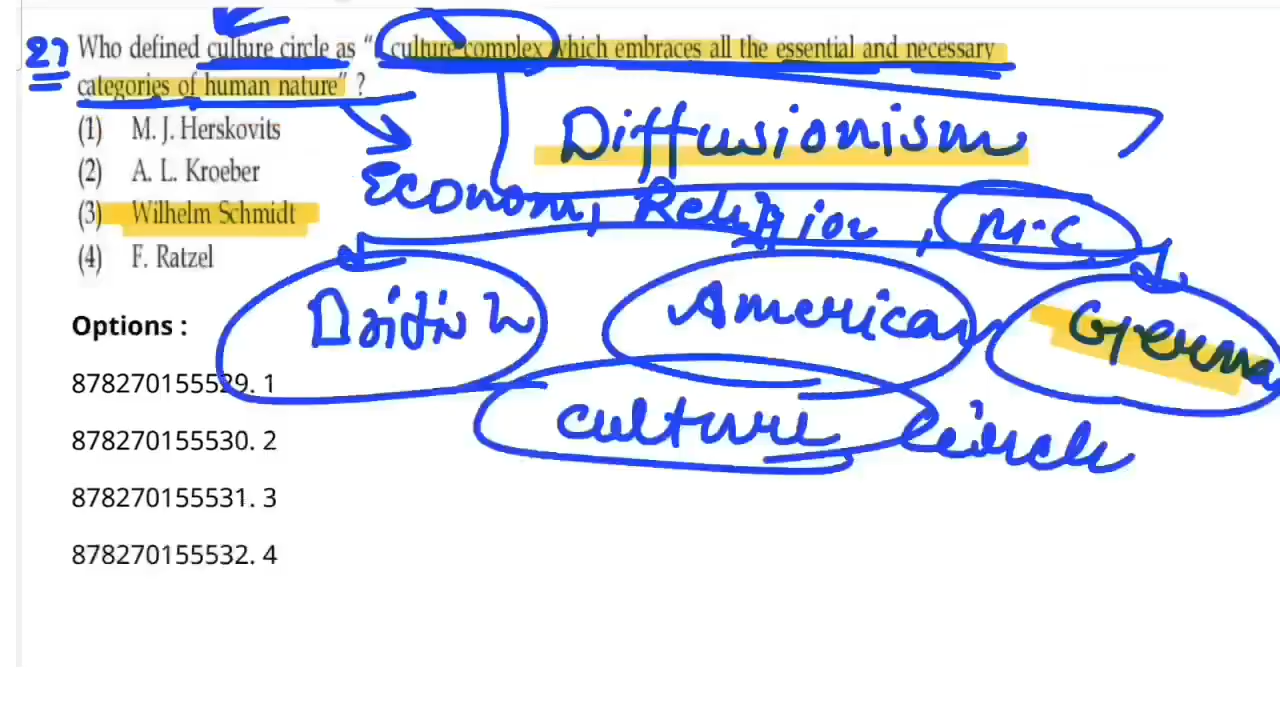 27 Who defined culture circle as “ culture complex which embraces all the essential and necessary
categories of human nature” ?
(1) M. J. Herskovits
(2) A. L. Kroeber
(3) Wilhelm Schmidt
(4) F. Ratzel
Diffusionism
Econom, Religion, M.C
British American German
culture circle
Options :
878270155529. 1
878270155530. 2
878270155531. 3
878270155532. 4